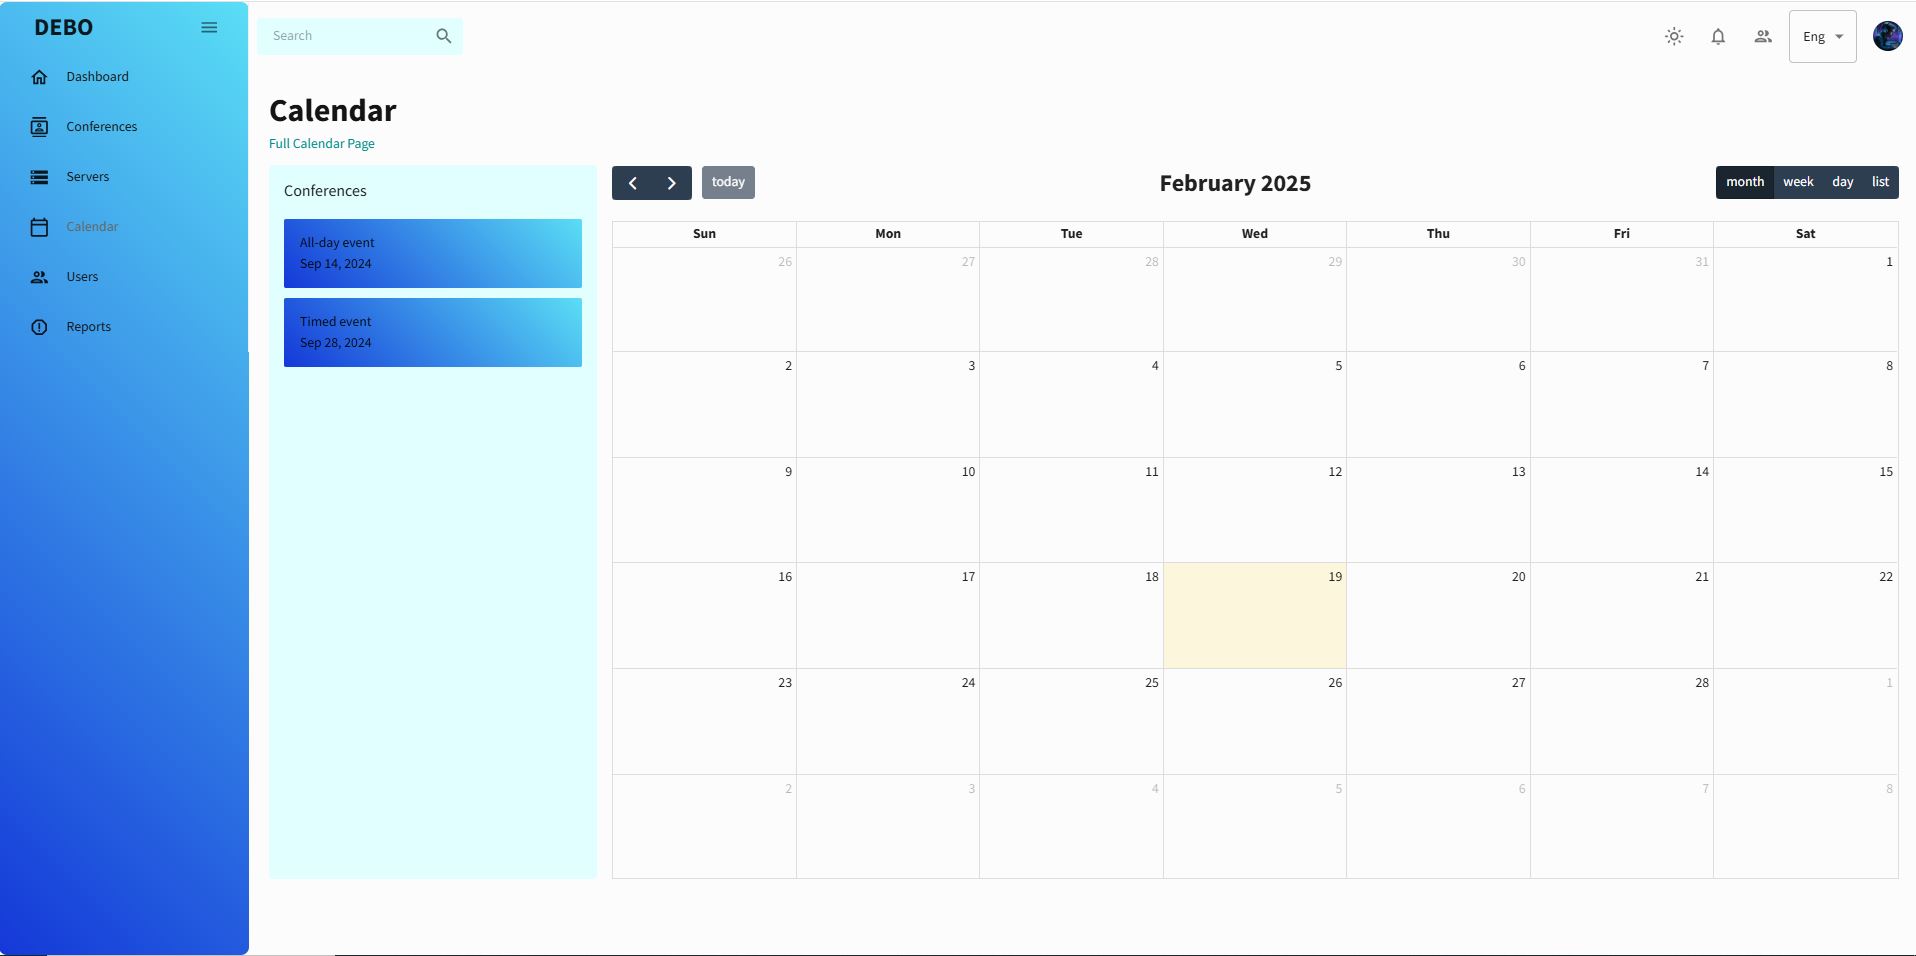 DEBO
Dashboard
Conferences
Servers
Calendar
Users
Reports
Search
Eng
Calendar
Full Calendar Page
Conferences
All-day event
Sep 14, 2024
Timed event
Sep 28, 2024
today
February 2025
month week day list
Sun Mon Tue Wed Thu Fri Sat
26 27 28 29 30 31 1
2 3 4 5 6 7 8
9 10 11 12 13 14 15
16 17 18 19 20 21 22
23 24 25 26 27 28 1
2 3 4 5 6 7 8